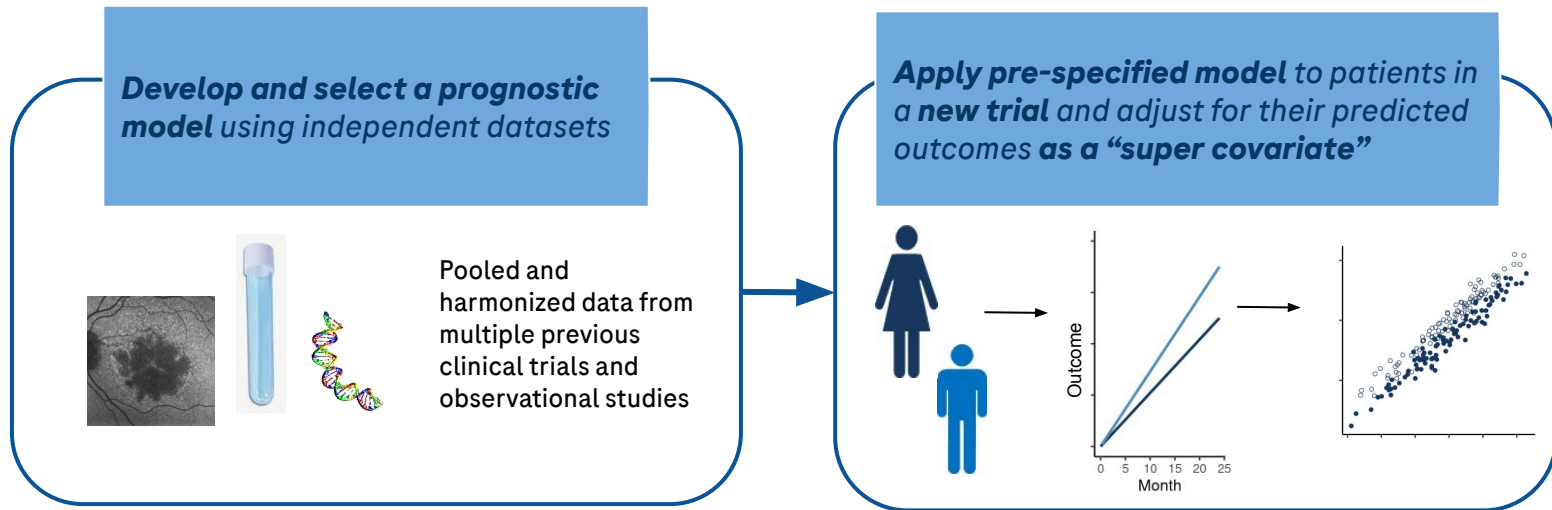 Develop and select a prognostic
model using independent datasets
Pooled and
harmonized data from
multiple previous
clinical trials and
observational studies
Apply pre-specified model to patients in
a new trial and adjust for their predicted
outcomes as a “super covariate”
Outcome
0 5 10 15 20 25
Month